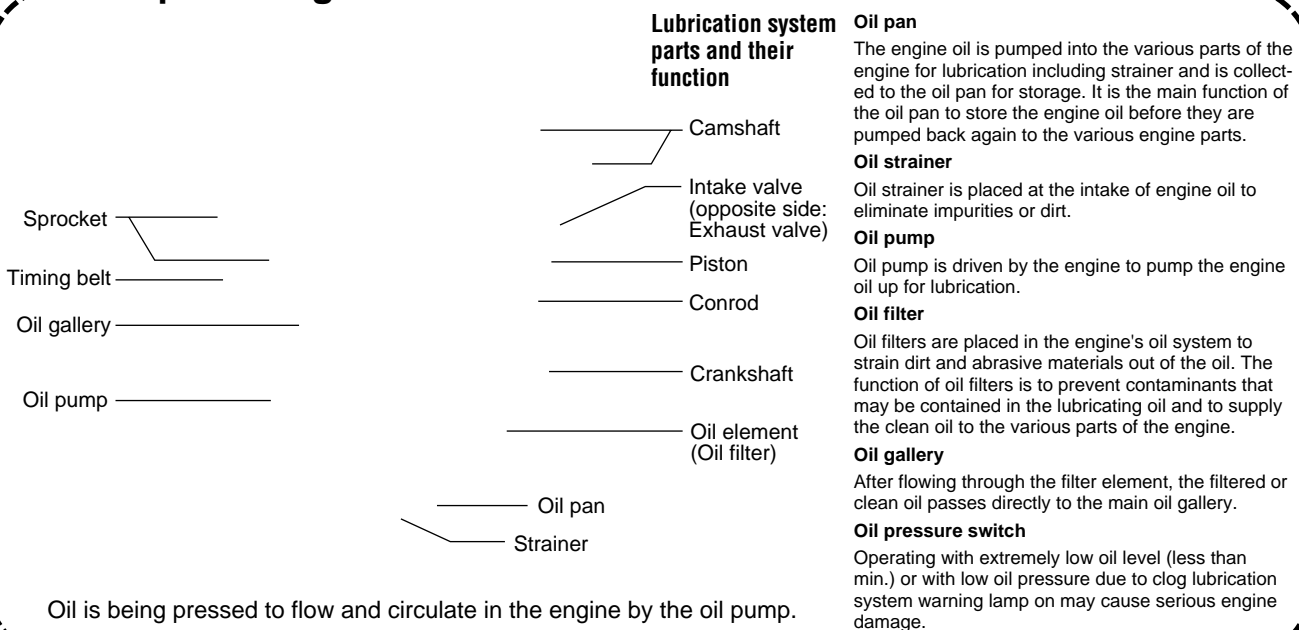 Lubrication system
parts and their
function
Camshaft
Intake valve
(opposite side:
Exhaust valve)
Sprocket
Piston
Timing belt
Conrod
Oil gallery
Crankshaft
Oil pump
Oil element
(Oil filter)
Oil pan
Strainer
Oil is being pressed to flow and circulate in the engine by the oil pump.
Oil pan
The engine oil is pumped into the various parts of the
engine for lubrication including strainer and is collect-
ed to the oil pan for storage. It is the main function of
the oil pan to store the engine oil before they are
pumped back again to the various engine parts.
Oil strainer
Oil strainer is placed at the intake of engine oil to
eliminate impurities or dirt.
Oil pump
Oil pump is driven by the engine to pump the engine
oil up for lubrication.
Oil filter
Oil filters are placed in the engine's oil system to
strain dirt and abrasive materials out of the oil. The
function of oil filters is to prevent contaminants that
may be contained in the lubricating oil and to supply
the clean oil to the various parts of the engine.
Oil gallery
After flowing through the filter element, the filtered or
clean oil passes directly to the main oil gallery.
Oil pressure switch
Operating with extremely low oil level (less than
min.) or with low oil pressure due to clog lubrication
system warning lamp on may cause serious engine
damage.